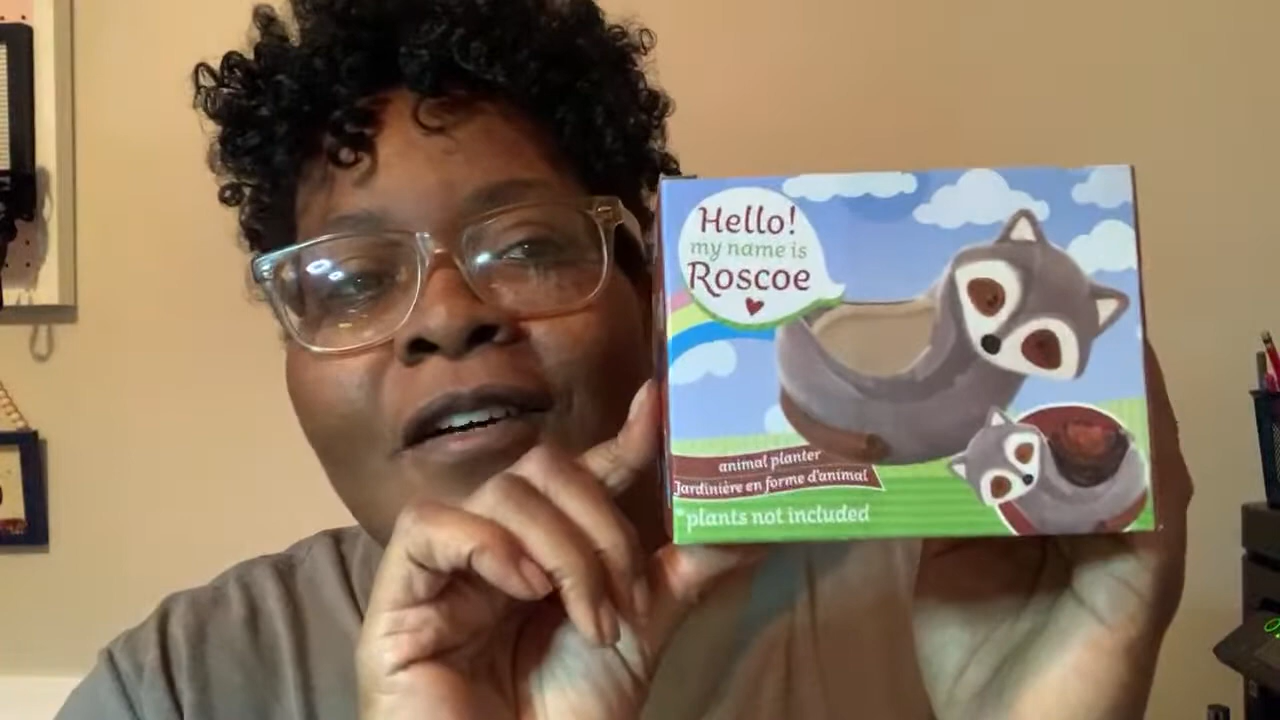 Hello!
my name is
Roscoe
animal planter
Jardinière en forme d'animal
*plants not included